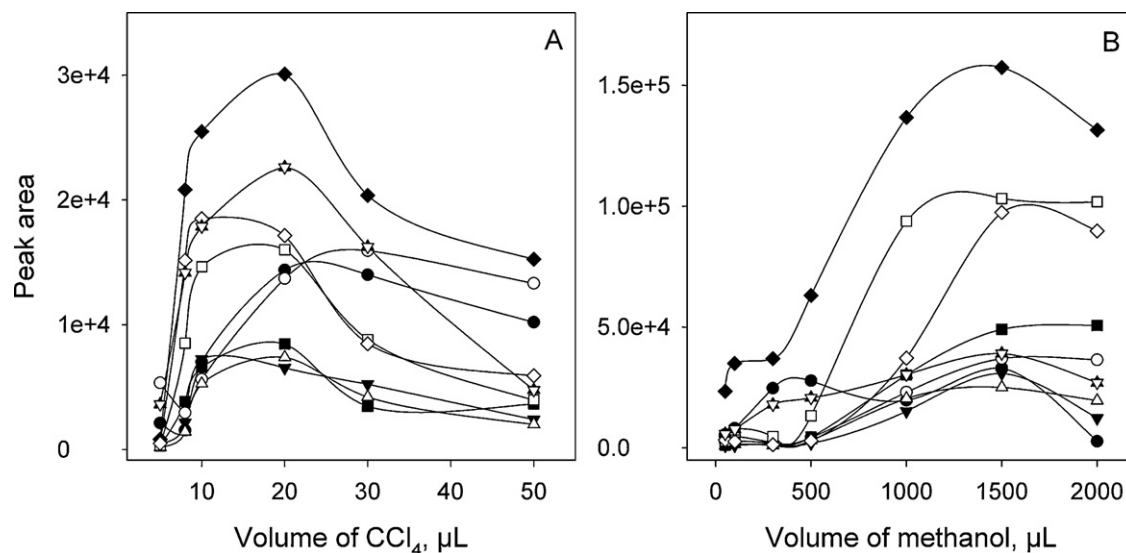 A
3e+4
2e+4
1e+4
0
Peak area
10 20 30 40 50
Volume of CCl₄, µL
B
1.5e+5
1.0e+5
5.0e+4
0.0
0 500 1000 1500 2000
Volume of methanol, µL